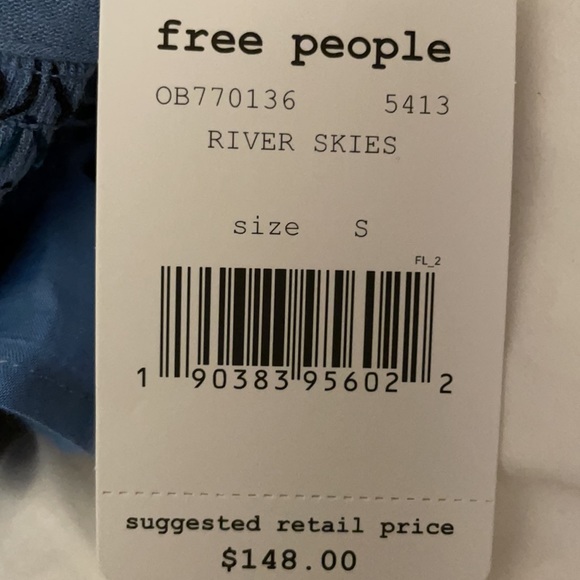 free people
OB770136 5413
RIVER SKIES
size S
FL_2
1 90383 95602 2
suggested retail price
$148.00